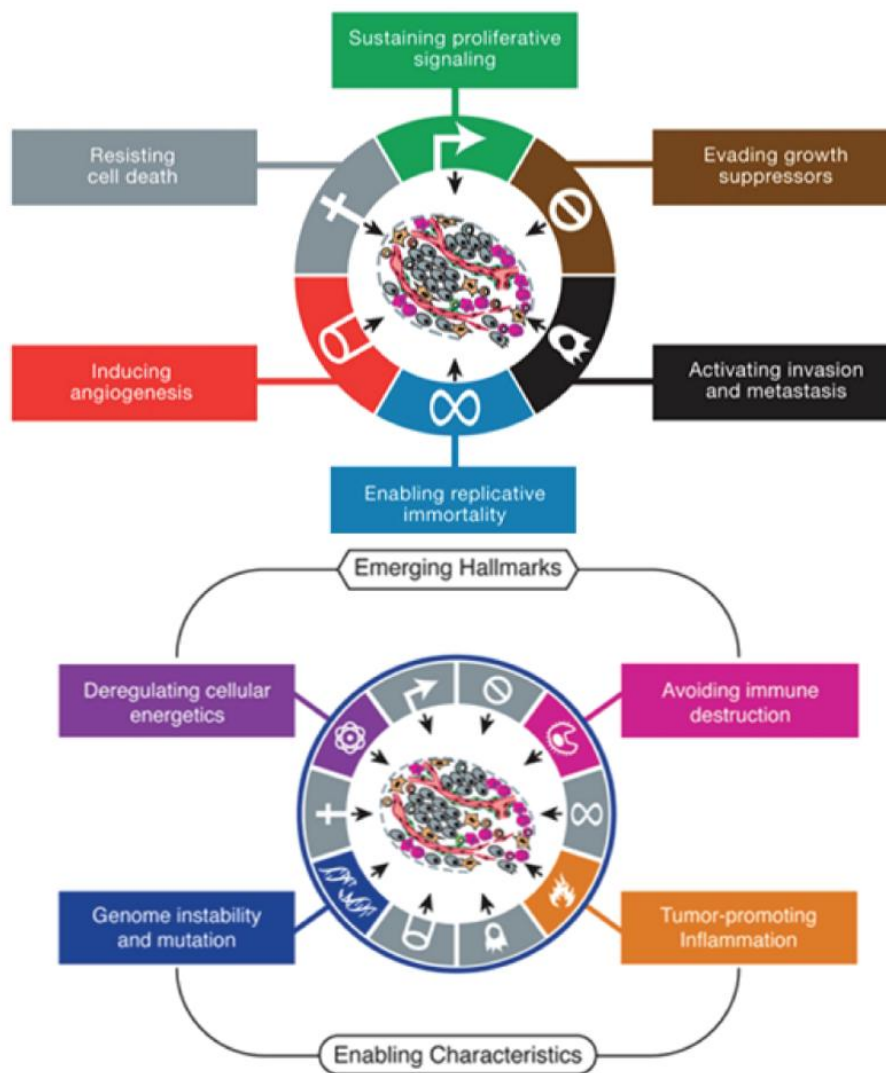 Sustaining proliferative
signaling
Resisting
cell death
Evading growth
suppressors
Inducing
angiogenesis
Activating invasion
and metastasis
Enabling replicative
immortality
Emerging Hallmarks
Deregulating cellular
energetics
Avoiding immune
destruction
Genome instability
and mutation
Tumor-promoting
Inflammation
Enabling Characteristics